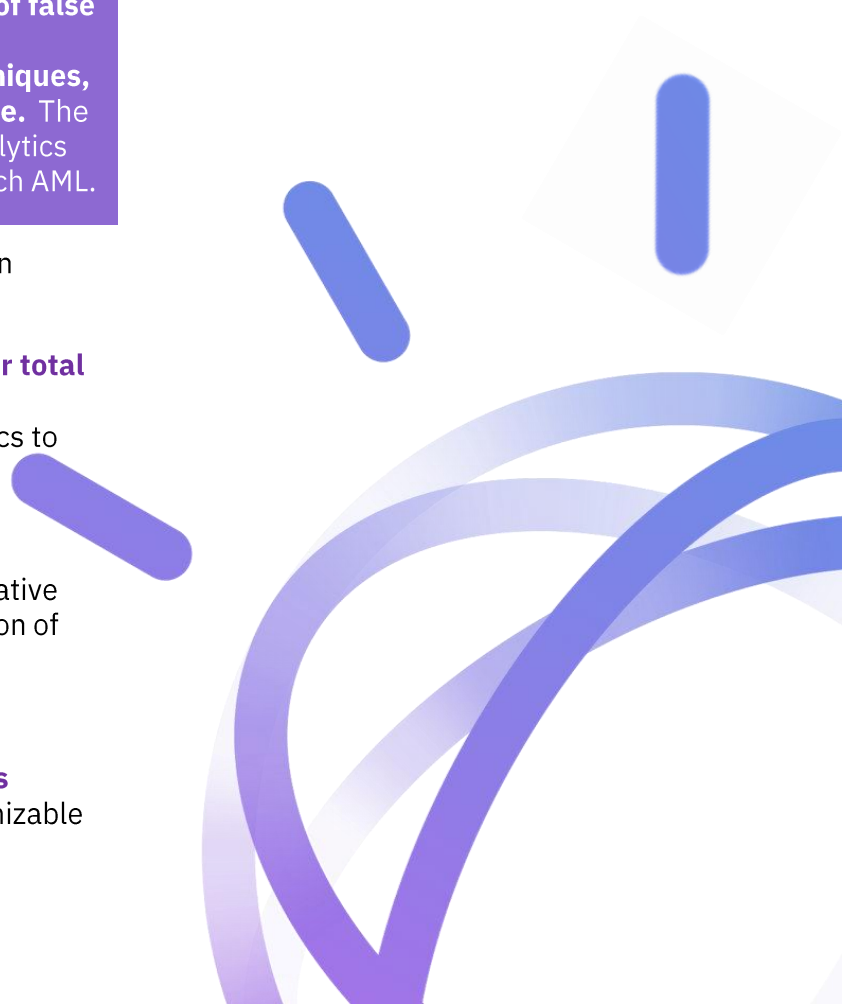 of false
niques,
e. The
lytics
ch AML.
n
r total
cs to
ative
on of
s
nizable